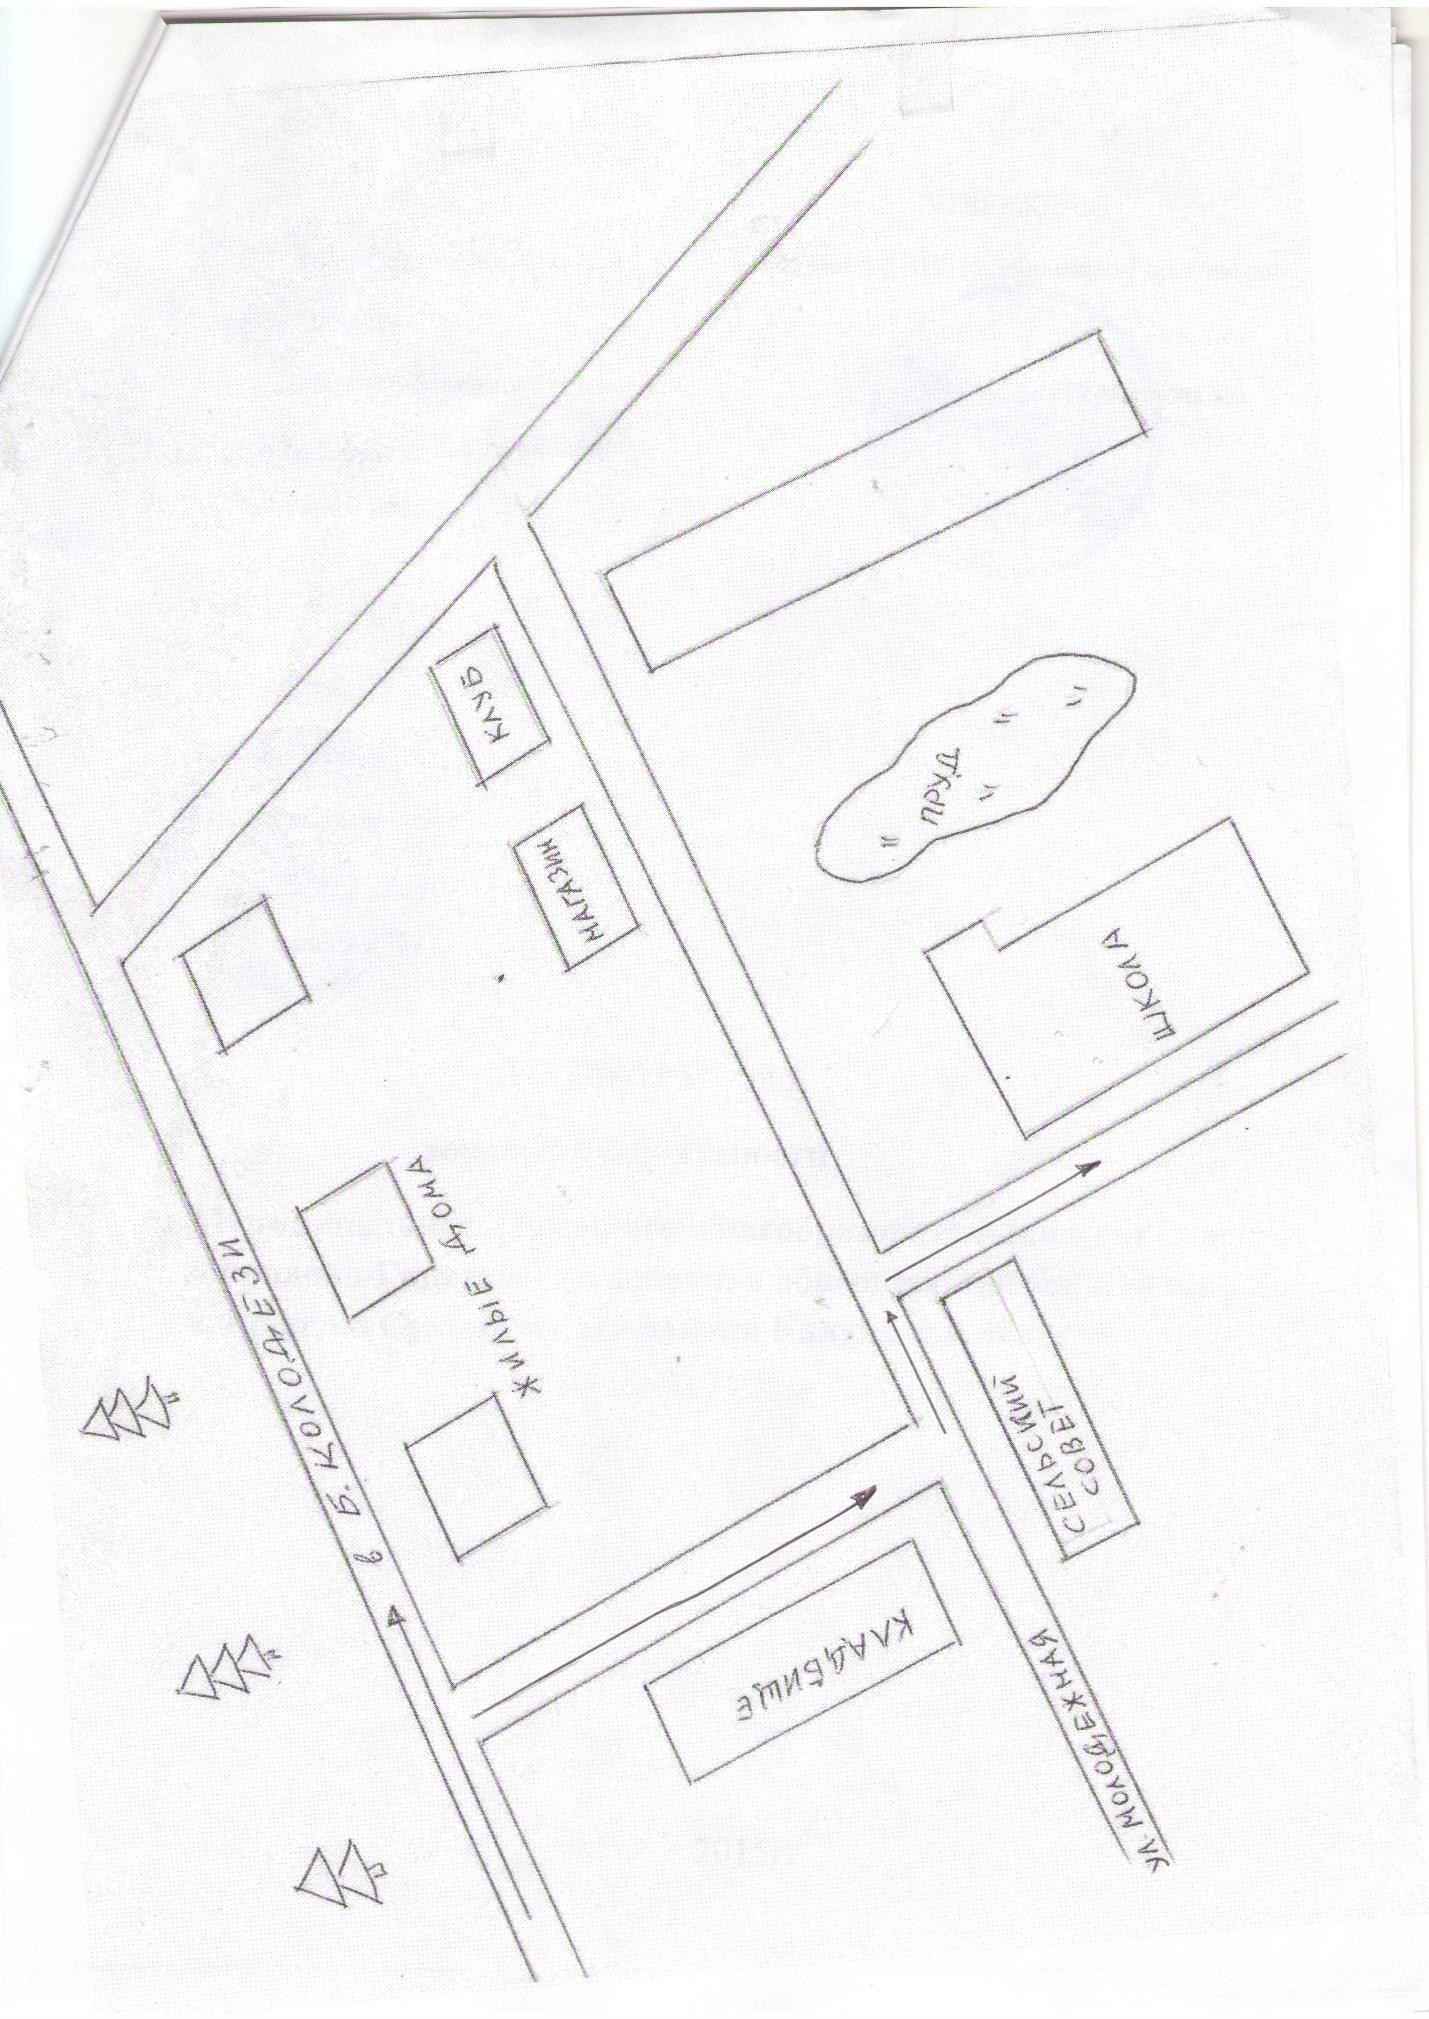 в Б. КОЛОДЕЗИ
ЖИЛЫЕ ДОМА
КЛУБ
МАГАЗИН
ПРУД
ШКОЛА
СЕЛЬСКИЙ
СОВЕТ
КЛАДБИЩЕ
УЛ. МОЛОДЕЖНАЯ